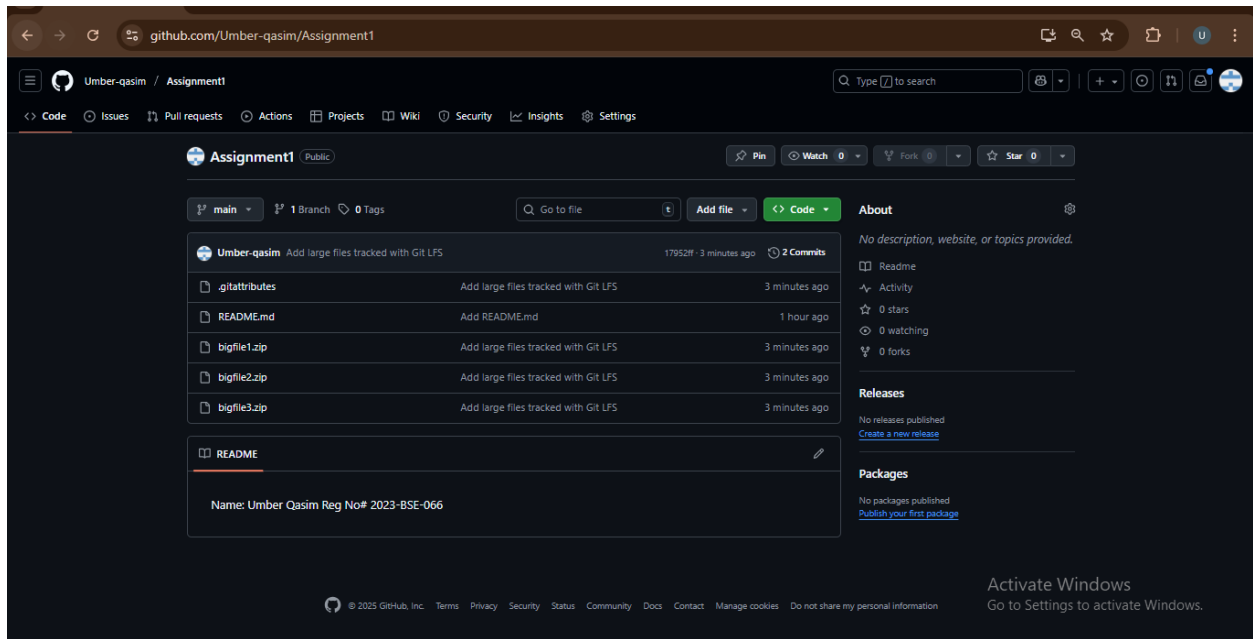 github.com/Umber-qasim/Assignment1
U
Umber-qasim / Assignment1
Type / to search
Code Issues Pull requests Actions Projects Wiki Security Insights Settings
Assignment1 Public
Pin Watch 0 Fork 0 Star 0
main 1 Branch 0 Tags Go to file t Add file Code
Umber-qasim Add large files tracked with Git LFS 17952ff · 3 minutes ago 2 Commits
.gitattributes Add large files tracked with Git LFS 3 minutes ago
README.md Add README.md 1 hour ago
bigfile1.zip Add large files tracked with Git LFS 3 minutes ago
bigfile2.zip Add large files tracked with Git LFS 3 minutes ago
bigfile3.zip Add large files tracked with Git LFS 3 minutes ago
README
Name: Umber Qasim Reg No# 2023-BSE-066
About
No description, website, or topics provided.
Readme
Activity
0 stars
0 watching
0 forks
Releases
No releases published
Create a new release
Packages
No packages published
Publish your first package
© 2025 GitHub, Inc. Terms Privacy Security Status Community Docs Contact Manage cookies Do not share my personal information
Activate Windows
Go to Settings to activate Windows.